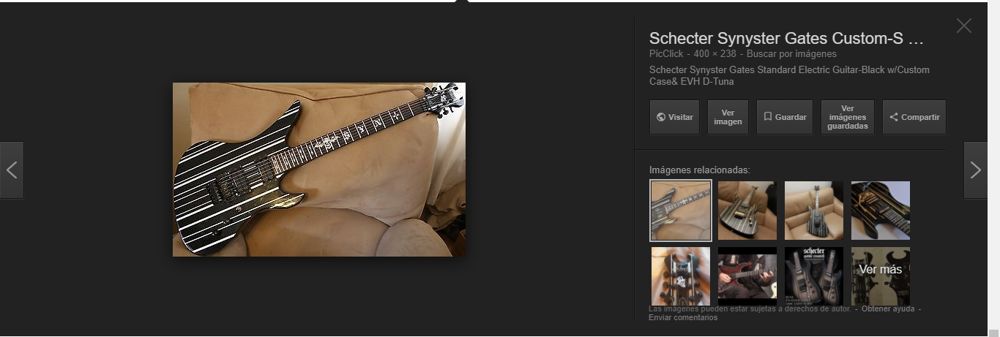 Schecter Synyster Gates Custom-S ...
PicClick - 400 × 238 - Buscar por imágenes
Schecter Synyster Gates Standard Electric Guitar-Black w/Custom
Case& EVH D-Tuna
Visitar
Ver
imagen
Guardar
Ver
imágenes
guardadas
Compartir
Imágenes relacionadas:
schecter
Ver más
Las imágenes pueden estar sujetas a derechos de autor. - Obtener ayuda -
Enviar comentarios